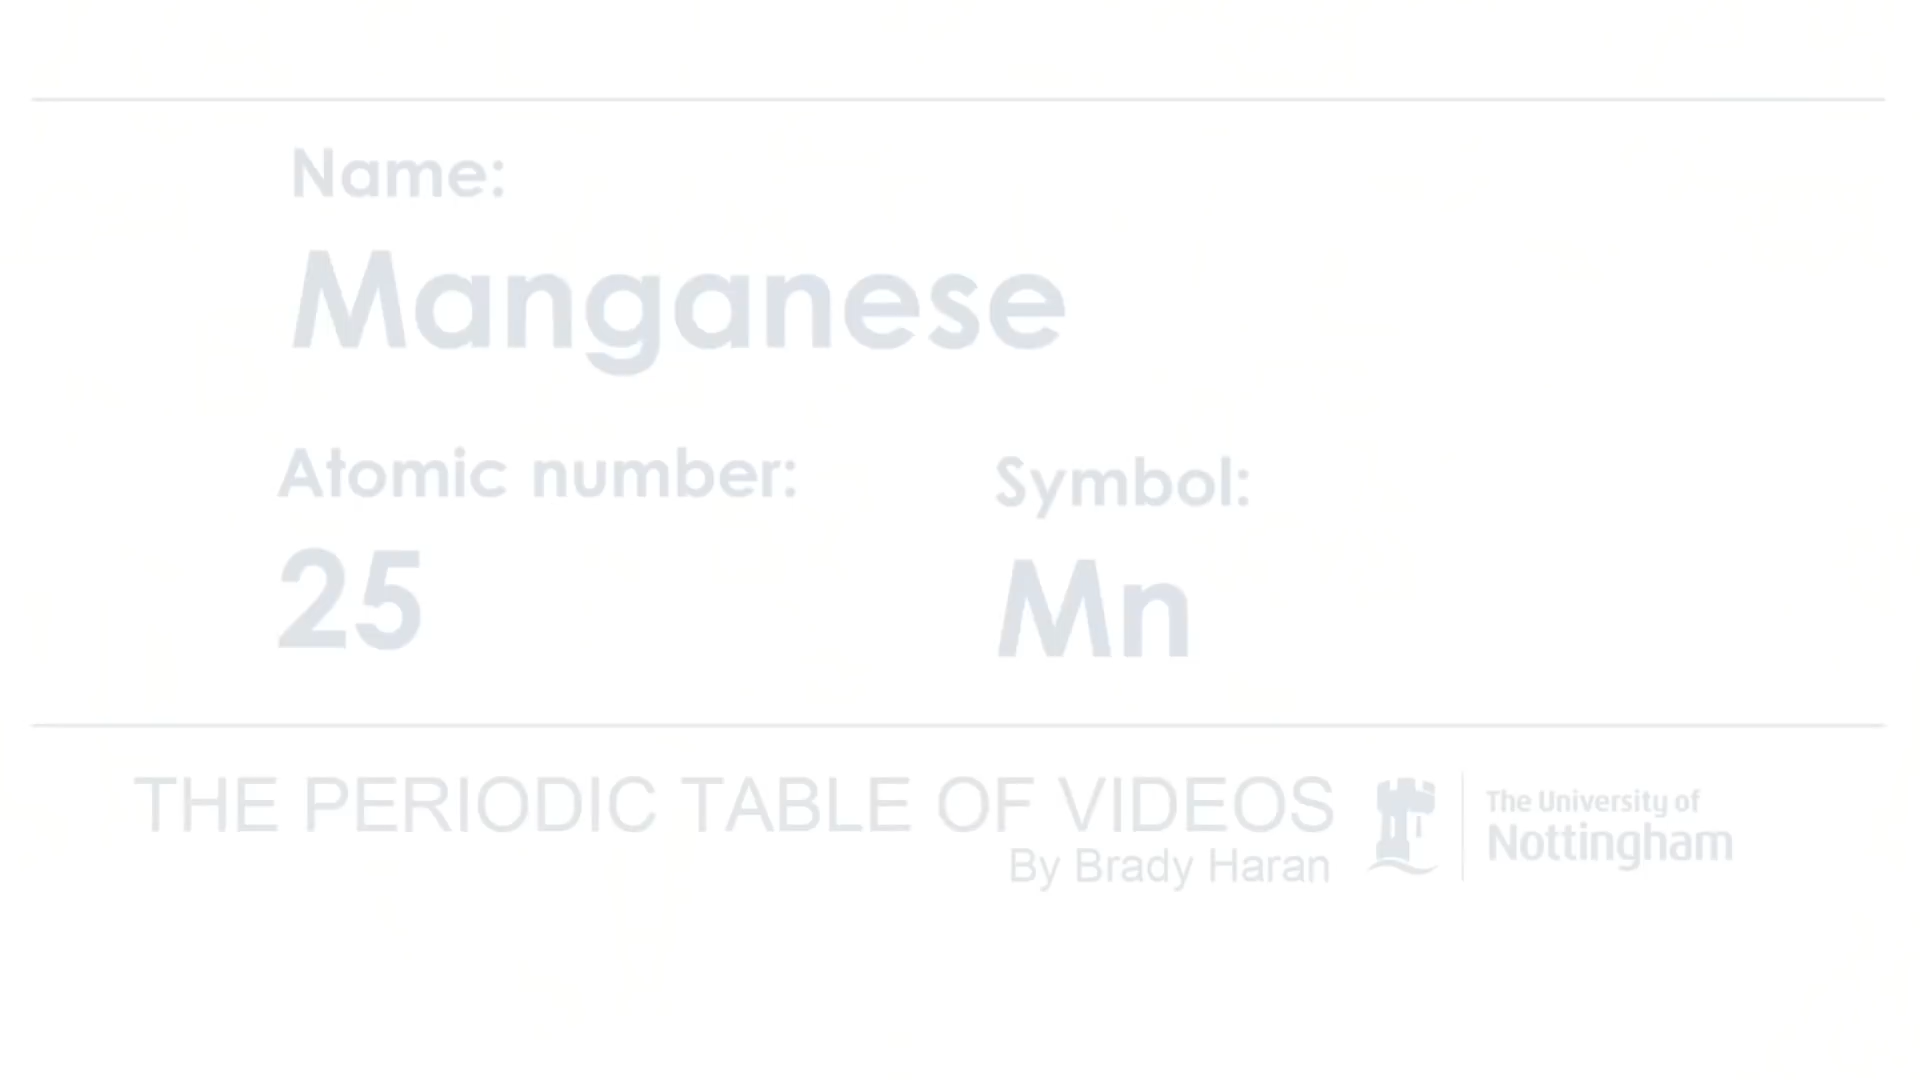 Name:
Manganese
Atomic number:
Symbol:
25
Mn
THE PERIODIC TABLE OF VIDEOS
By Brady Haran
The University of
Nottingham